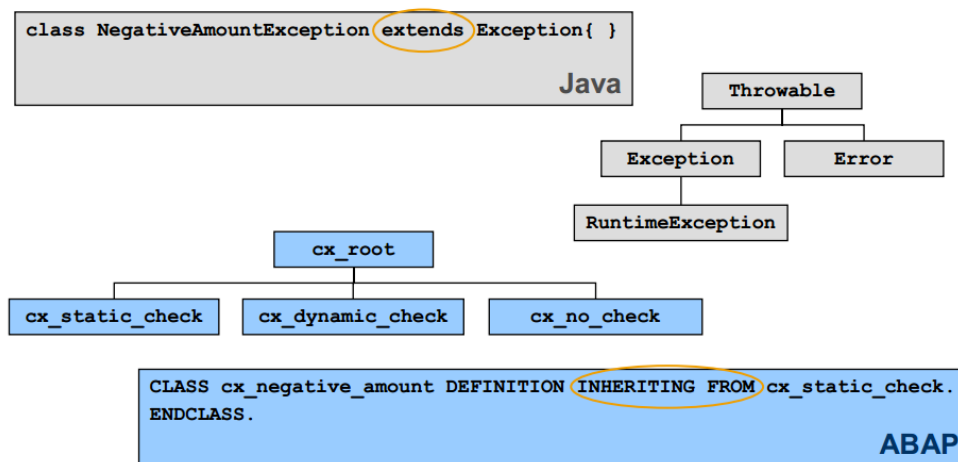 class NegativeAmountException extends Exception{ }
Java
Throwable
Exception
Error
RuntimeException
cx_root
cx_static_check
cx_dynamic_check
cx_no_check
CLASS cx_negative_amount DEFINITION INHERITING FROM cx_static_check.
ENDCLASS.
ABAP